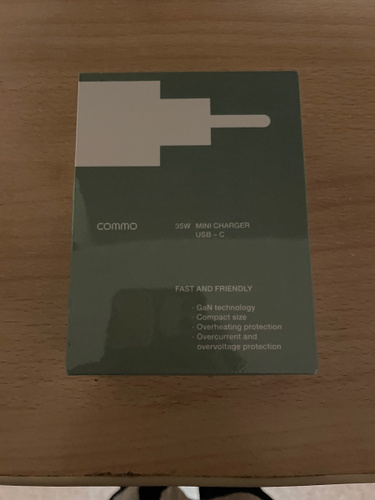 COMMO
35W MINI CHARGER
USB – C
FAST AND FRIENDLY
· GaN technology
· Compact size
· Overheating protection
· Overcurrent and
overvoltage protection